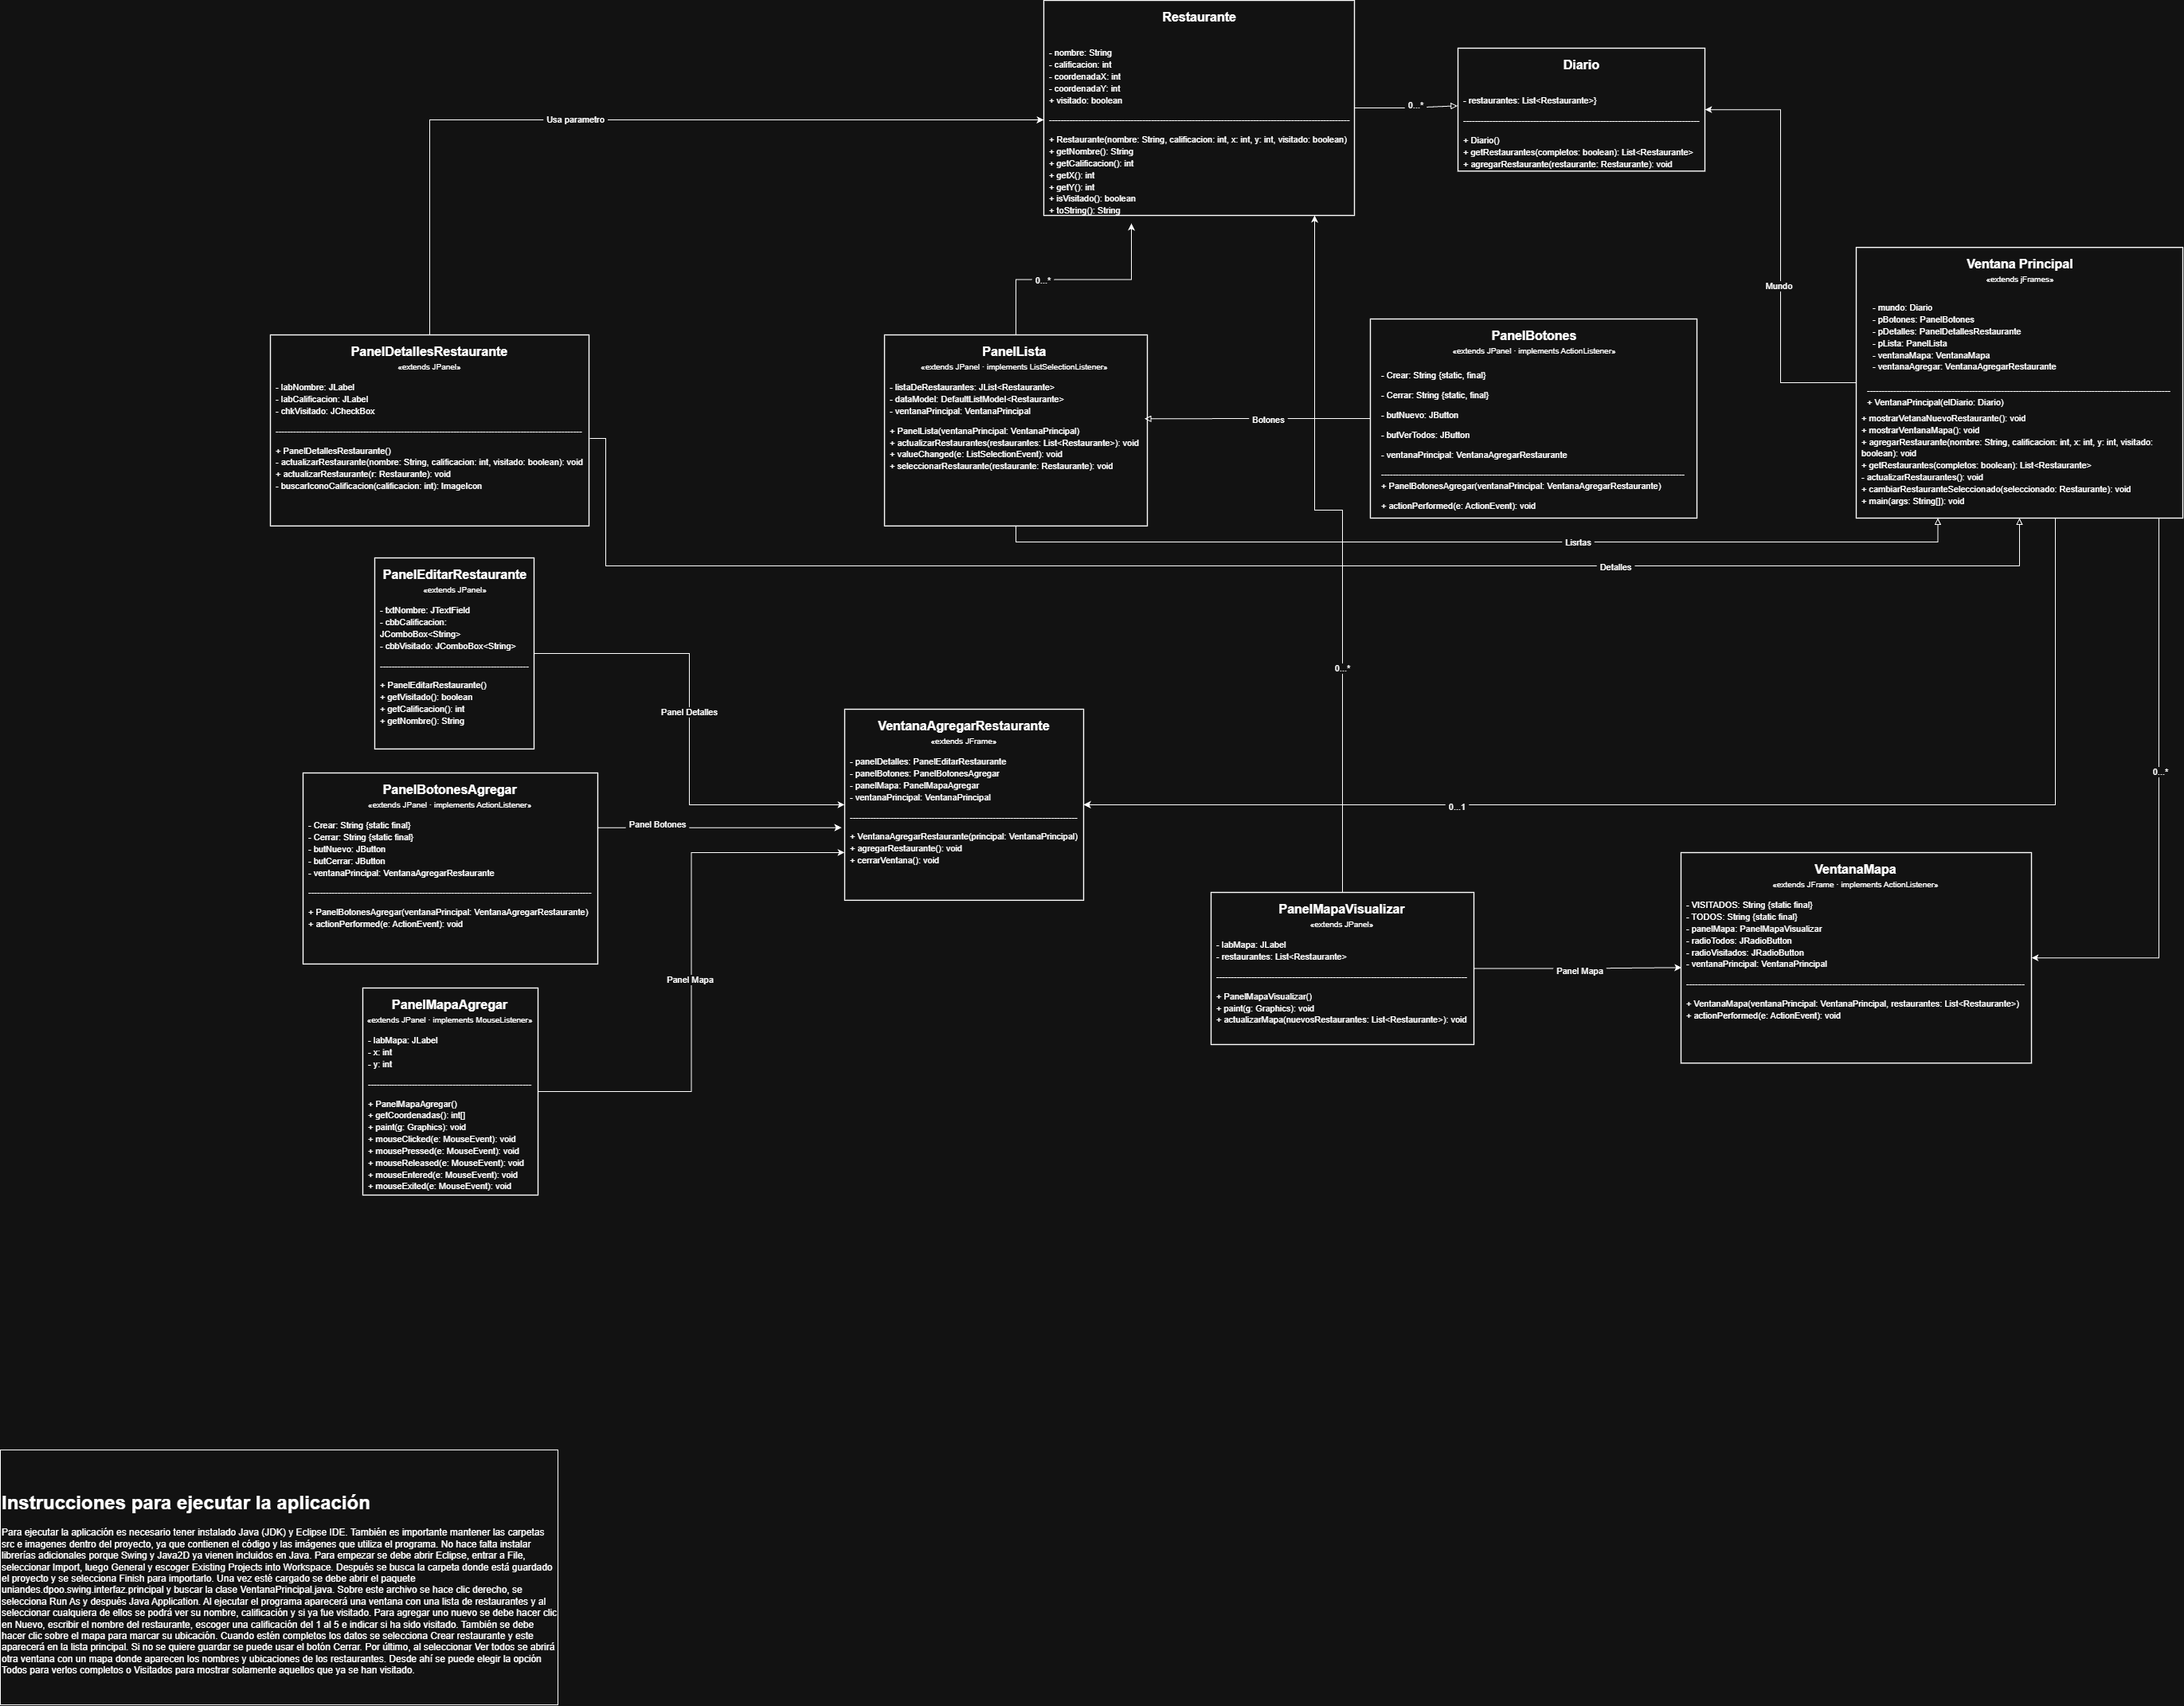 Restaurante
- nombre: String
- calificacion: int
- coordenadaX: int
- coordenadaY: int
+ visitado: boolean
+ Restaurante(nombre: String, calificacion: int, x: int, y: int, visitado: boolean)
+ getNombre(): String
+ getCalificacion(): int
+ getX(): int
+ getY(): int
+ isVisitado(): boolean
+ toString(): String
0...*
Diario
- restaurantes: List<Restaurante>}
+ Diario()
+ getRestaurantes(completos: boolean): List<Restaurante>
+ agregarRestaurante(restaurante: Restaurante): void
Usa parametro
0...*
Mundo
Ventana Principal
«extends jFrames»
- mundo: Diario
- pBotones: PanelBotones
- pDetalles: PanelDetallesRestaurante
- pLista: PanelLista
- ventanaMapa: VentanaMapa
- ventanaAgregar: VentanaAgregarRestaurante
+ VentanaPrincipal(elDiario: Diario)
+ mostrarVetanaNuevoRestaurante(): void
+ mostrarVentanaMapa(): void
+ agregarRestaurante(nombre: String, calificacion: int, x: int, y: int, visitado:
boolean): void
+ getRestaurantes(completos: boolean): List<Restaurante>
- actualizarRestaurantes(): void
+ cambiarRestauranteSeleccionado(seleccionado: Restaurante): void
+ main(args: String[]): void
PanelDetallesRestaurante
«extends JPanel»
- labNombre: JLabel
- labCalificacion: JLabel
- chkVisitado: JCheckBox
+ PanelDetallesRestaurante()
- actualizarRestaurante(nombre: String, calificacion: int, visitado: boolean): void
+ actualizarRestaurante(r: Restaurante): void
- buscarIconoCalificacion(calificacion: int): ImageIcon
PanelLista
«extends JPanel · implements ListSelectionListener»
- listaDeRestaurantes: JList<Restaurante>
- dataModel: DefaultListModel<Restaurante>
- ventanaPrincipal: VentanaPrincipal
+ PanelLista(ventanaPrincipal: VentanaPrincipal)
+ actualizarRestaurantes(restaurantes: List<Restaurante>): void
+ valueChanged(e: ListSelectionEvent): void
+ seleccionarRestaurante(restaurante: Restaurante): void
Botones
PanelBotones
«extends JPanel · implements ActionListener»
- Crear: String {static, final}
- Cerrar: String {static, final}
- butNuevo: JButton
- butVerTodos: JButton
- ventanaPrincipal: VentanaAgregarRestaurante
+ PanelBotonesAgregar(ventanaPrincipal: VentanaAgregarRestaurante)
+ actionPerformed(e: ActionEvent): void
Lisrtas
Detalles
PanelEditarRestaurante
«extends JPanel»
- txtNombre: JTextField
- cbbCalificacion:
JComboBox<String>
- cbbVisitado: JComboBox<String>
+ PanelEditarRestaurante()
+ getVisitado(): boolean
+ getCalificacion(): int
+ getNombre(): String
0...*
Panel Detalles
VentanaAgregarRestaurante
«extends JFrame»
- panelDetalles: PanelEditarRestaurante
- panelBotones: PanelBotonesAgregar
- panelMapa: PanelMapaAgregar
- ventanaPrincipal: VentanaPrincipal
+ VentanaAgregarRestaurante(principal: VentanaPrincipal)
+ agregarRestaurante(): void
+ cerrarVentana(): void
0...*
0...1
PanelBotonesAgregar
«extends JPanel · implements ActionListener»
- Crear: String {static final}
- Cerrar: String {static final}
- butNuevo: JButton
- butCerrar: JButton
- ventanaPrincipal: VentanaAgregarRestaurante
+ PanelBotonesAgregar(ventanaPrincipal: VentanaAgregarRestaurante)
+ actionPerformed(e: ActionEvent): void
Panel Botones
Panel Mapa
PanelMapaVisualizar
«extends JPanel»
- labMapa: JLabel
- restaurantes: List<Restaurante>
+ PanelMapaVisualizar()
+ paint(g: Graphics): void
+ actualizarMapa(nuevosRestaurantes: List<Restaurante>): void
Panel Mapa
VentanaMapa
«extends JFrame · implements ActionListener»
- VISITADOS: String {static final}
- TODOS: String {static final}
- panelMapa: PanelMapaVisualizar
- radioTodos: JRadioButton
- radioVisitados: JRadioButton
- ventanaPrincipal: VentanaPrincipal
+ VentanaMapa(ventanaPrincipal: VentanaPrincipal, restaurantes: List<Restaurante>)
+ actionPerformed(e: ActionEvent): void
PanelMapaAgregar
«extends JPanel · implements MouseListener»
- labMapa: JLabel
- x: int
- y: int
+ PanelMapaAgregar()
+ getCoordenadas(): int[]
+ paint(g: Graphics): void
+ mouseClicked(e: MouseEvent): void
+ mousePressed(e: MouseEvent): void
+ mouseReleased(e: MouseEvent): void
+ mouseEntered(e: MouseEvent): void
+ mouseExited(e: MouseEvent): void
Instrucciones para ejecutar la aplicación
Para ejecutar la aplicación es necesario tener instalado Java (JDK) y Eclipse IDE. También es importante mantener las carpetas
src e imagenes dentro del proyecto, ya que contienen el código y las imágenes que utiliza el programa. No hace falta instalar
librerías adicionales porque Swing y Java2D ya vienen incluidos en Java. Para empezar se debe abrir Eclipse, entrar a File,
seleccionar Import, luego General y escoger Existing Projects into Workspace. Después se busca la carpeta donde está guardado
el proyecto y se selecciona Finish para importarlo. Una vez esté cargado se debe abrir el paquete
uniandes.dpoo.swing.interfaz.principal y buscar la clase VentanaPrincipal.java. Sobre este archivo se hace clic derecho, se
selecciona Run As y después Java Application. Al ejecutar el programa aparecerá una ventana con una lista de restaurantes y al
seleccionar cualquiera de ellos se podrá ver su nombre, calificación y si ya fue visitado. Para agregar uno nuevo se debe hacer clic
en Nuevo, escribir el nombre del restaurante, escoger una calificación del 1 al 5 e indicar si ha sido visitado. También se debe
hacer clic sobre el mapa para marcar su ubicación. Cuando estén completos los datos se selecciona Crear restaurante y este
aparecerá en la lista principal. Si no se quiere guardar se puede usar el botón Cerrar. Por último, al seleccionar Ver todos se abrirá
otra ventana con un mapa donde aparecen los nombres y ubicaciones de los restaurantes. Desde ahí se puede elegir la opción
Todos para verlos completos o Visitados para mostrar solamente aquellos que ya se han visitado.